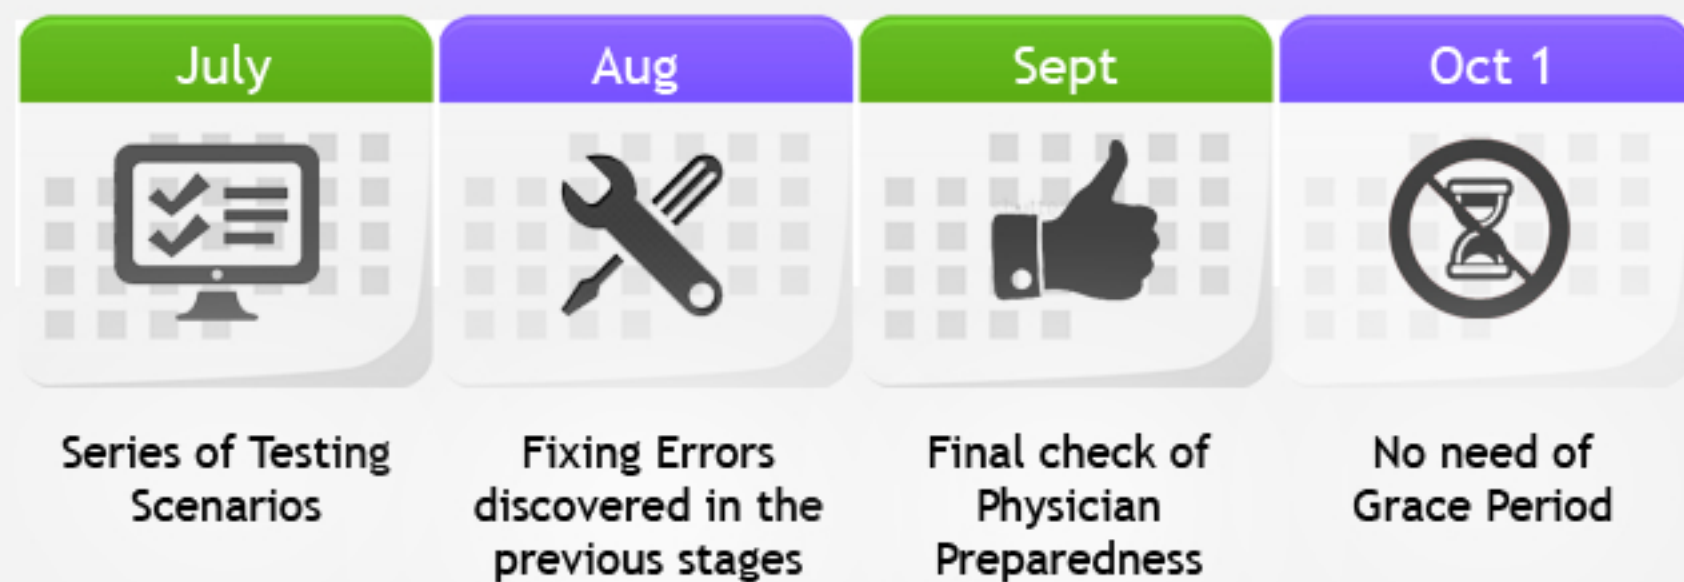 July
Series of Testing
Scenarios
Aug
Fixing Errors
discovered in the
previous stages
Sept
Final check of
Physician
Preparedness
Oct 1
No need of
Grace Period